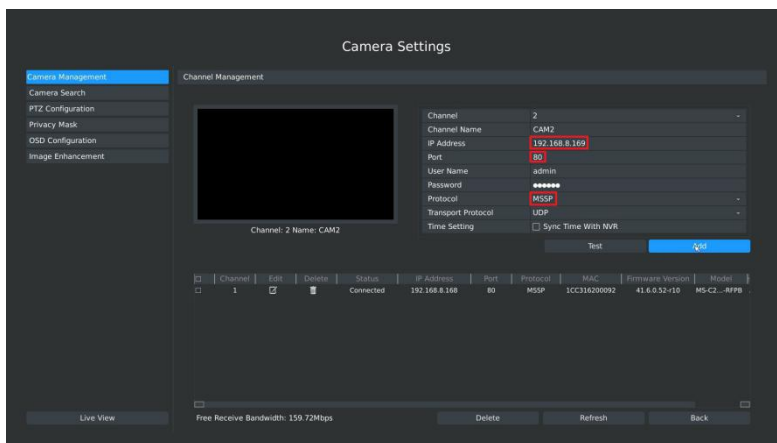 Camera Settings
Camera Management
Camera Search
PTZ Configuration
Privacy Mask
OSD Configuration
Image Enhancement
Live View
Channel Management
Channel: 2 Name: CAM2
Channel 2
Channel Name CAM2
IP Address 192.168.8.169
Port 80
User Name admin
Password ●●●●●●
Protocol MSSP
Transport Protocol UDP
Time Setting Sync Time With NVR
Test Add
Channel Edit Delete Status IP Address Port Protocol MAC Firmware Version Model
1 Connected 192.168.8.168 80 MSSP 1CC316200092 41.6.0.52-r10 MS-C2...-RFPB
Free Receive Bandwidth: 159.72Mbps
Delete Refresh Back